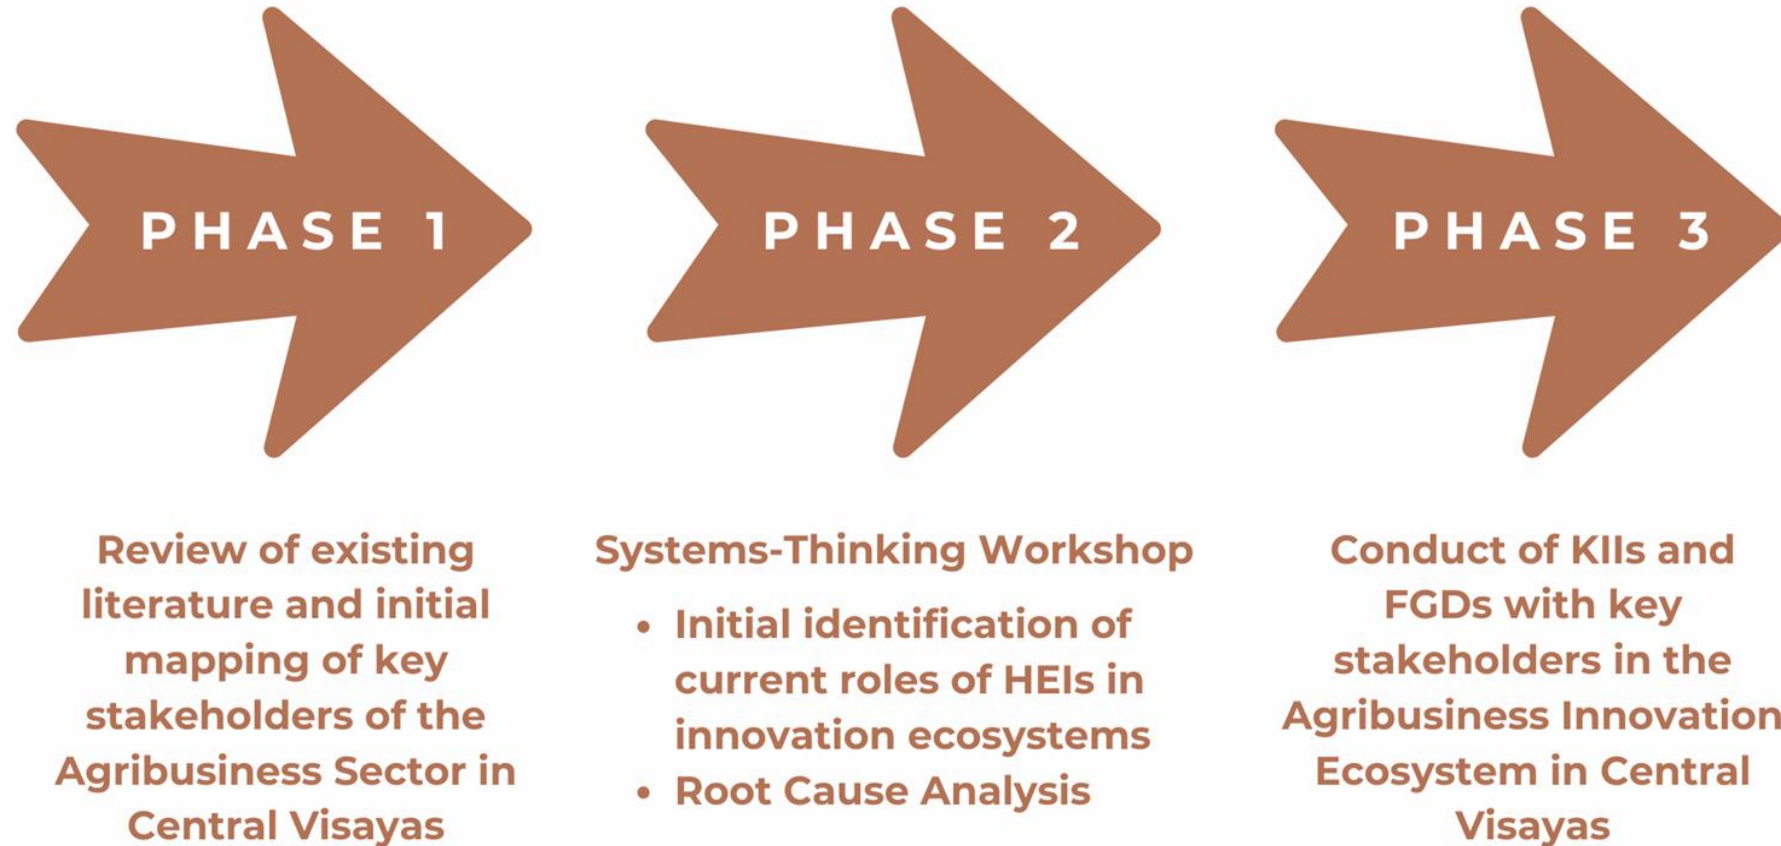 PHASE 1
Review of existing
literature and initial
mapping of key
stakeholders of the
Agribusiness Sector in
Central Visayas
PHASE 2
Systems-Thinking Workshop
• Initial identification of
current roles of HEIs in
innovation ecosystems
• Root Cause Analysis
PHASE 3
Conduct of KIIs and
FGDs with key
stakeholders in the
Agribusiness Innovation
Ecosystem in Central
Visayas